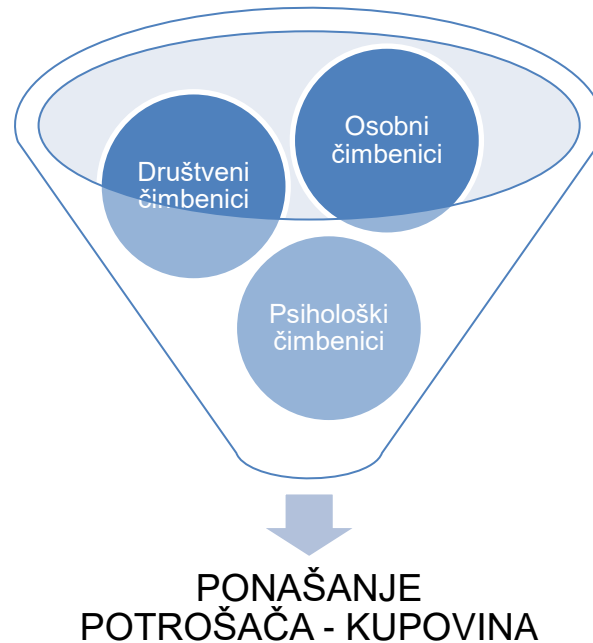 Osobni
čimbenici
Društveni
čimbenici
Psihološki
čimbenici
PONAŠANJE
POTROŠAČA - KUPOVINA